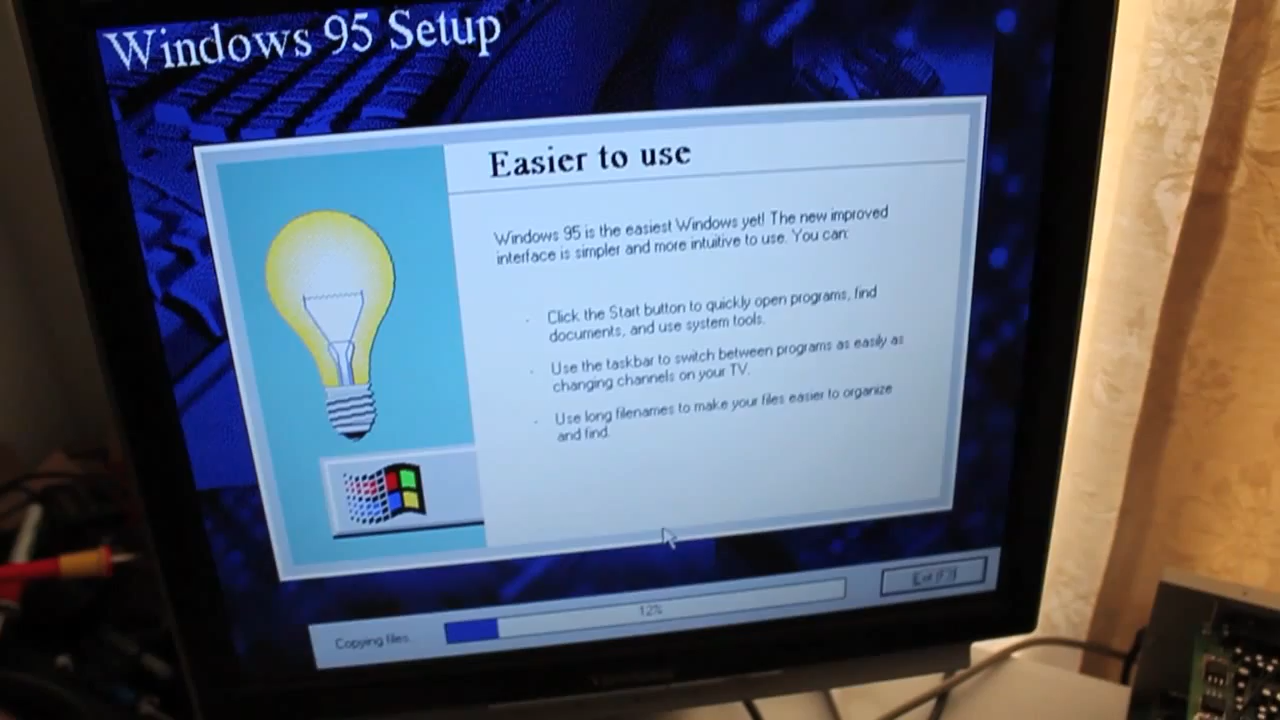 Windows 95 Setup
Easier to use
Windows 95 is the easiest Windows yet! The new improved
interface is simpler and more intuitive to use. You can:
- Click the Start button to quickly open programs, find
documents, and use system tools.
- Use the taskbar to switch between programs as easily as
changing channels on your TV.
- Use long filenames to make your files easier to organize
and find.
12%
Copying files...